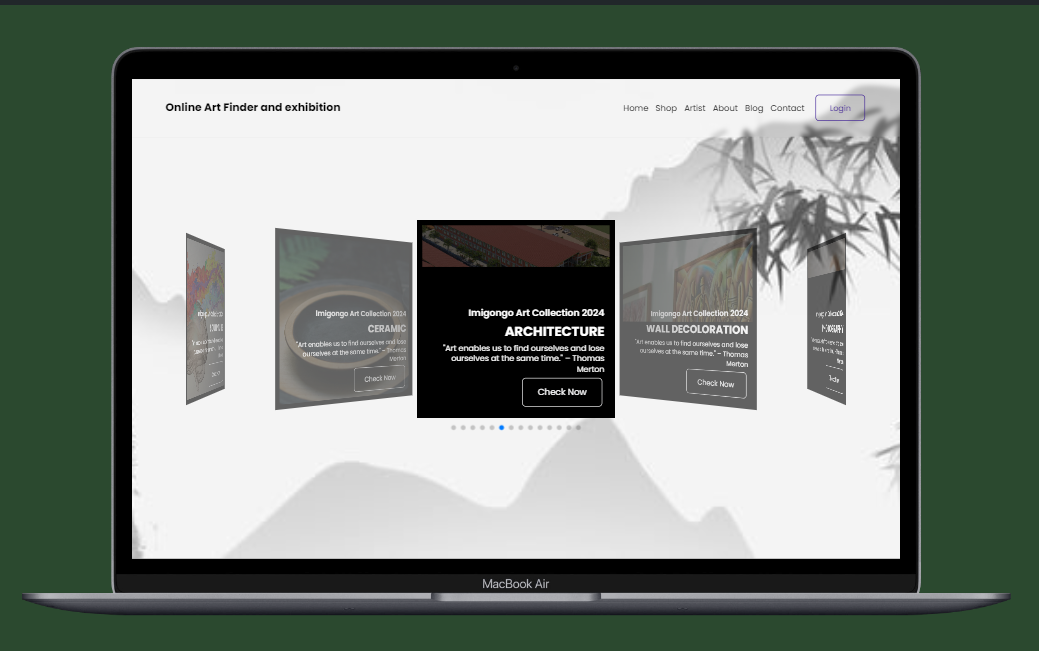 Online Art Finder and exhibition
Home Shop Artist About Blog Contact Login
Imigongo Art Collection 2024
CERAMIC
"Art enables us to find ourselves and lose
ourselves at the same time." – Thomas
Merton
Check Now
Imigongo Art Collection 2024
ARCHITECTURE
"Art enables us to find ourselves and lose
ourselves at the same time." – Thomas
Merton
Check Now
Imigongo Art Collection 2024
WALL DECOLORATION
"Art enables us to find ourselves and lose
ourselves at the same time." – Thomas
Merton
Check Now
MacBook Air